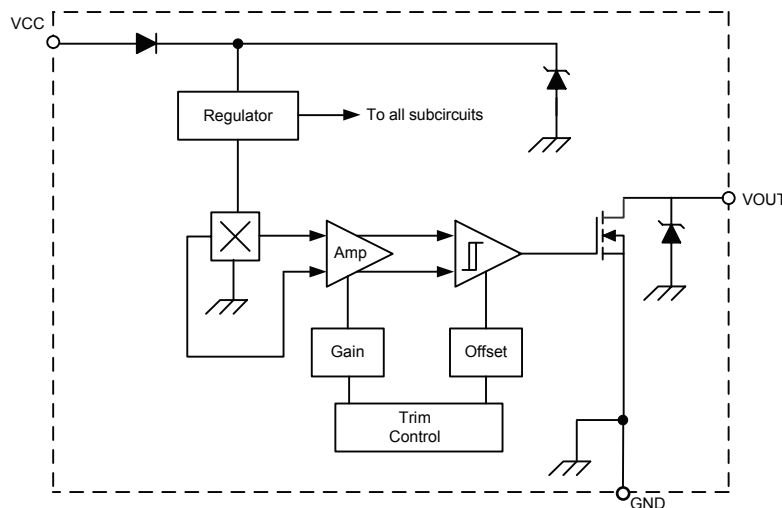 VCC
Regulator
To all subcircuits
VOUT
Amp
Gain
Offset
Trim
Control
GND